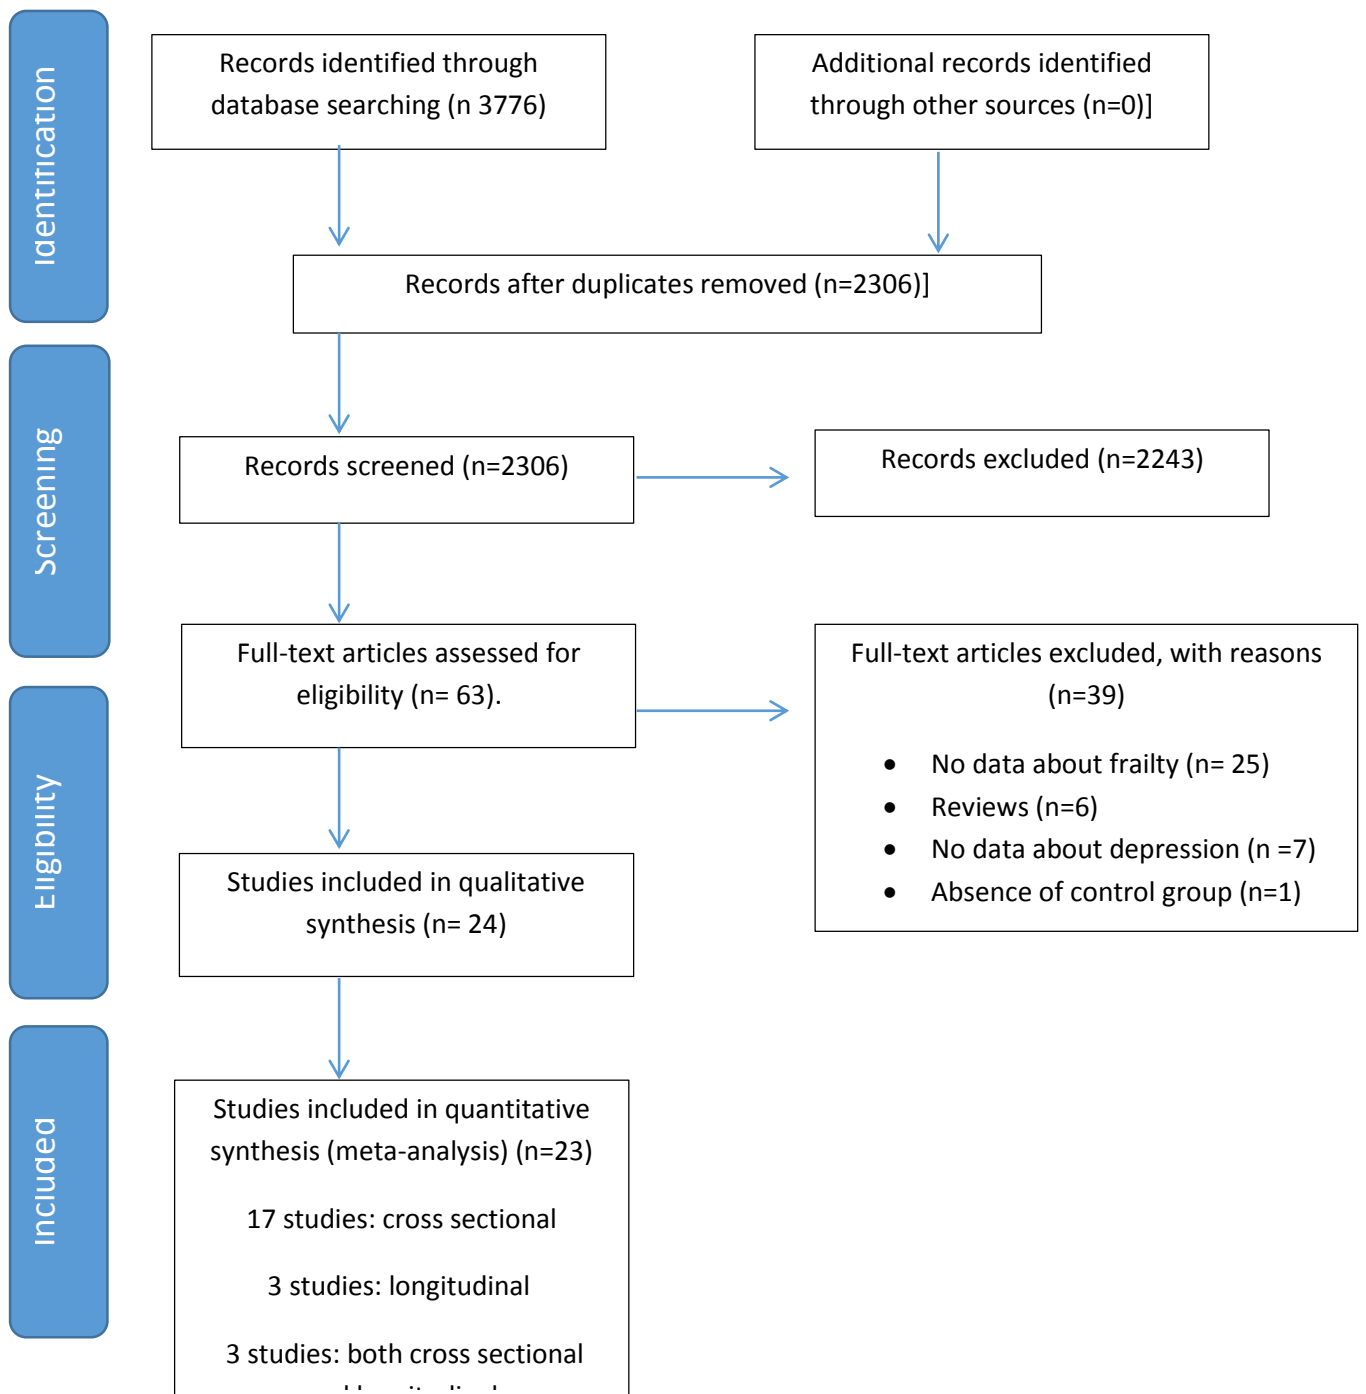 Identification
Records identified through
database searching (n 3776)
Additional records identified
through other sources (n=0)]
Records after duplicates removed (n=2306)]
Screening
Records screened (n=2306)
Records excluded (n=2243)
Full-text articles assessed for
eligibility (n= 63).
Full-text articles excluded, with reasons
(n=39)
• No data about frailty (n= 25)
• Reviews (n=6)
• No data about depression (n =7)
• Absence of control group (n=1)
Eligibility
Studies included in qualitative
synthesis (n= 24)
Included
Studies included in quantitative
synthesis (meta-analysis) (n=23)
17 studies: cross sectional
3 studies: longitudinal
3 studies: both cross sectional